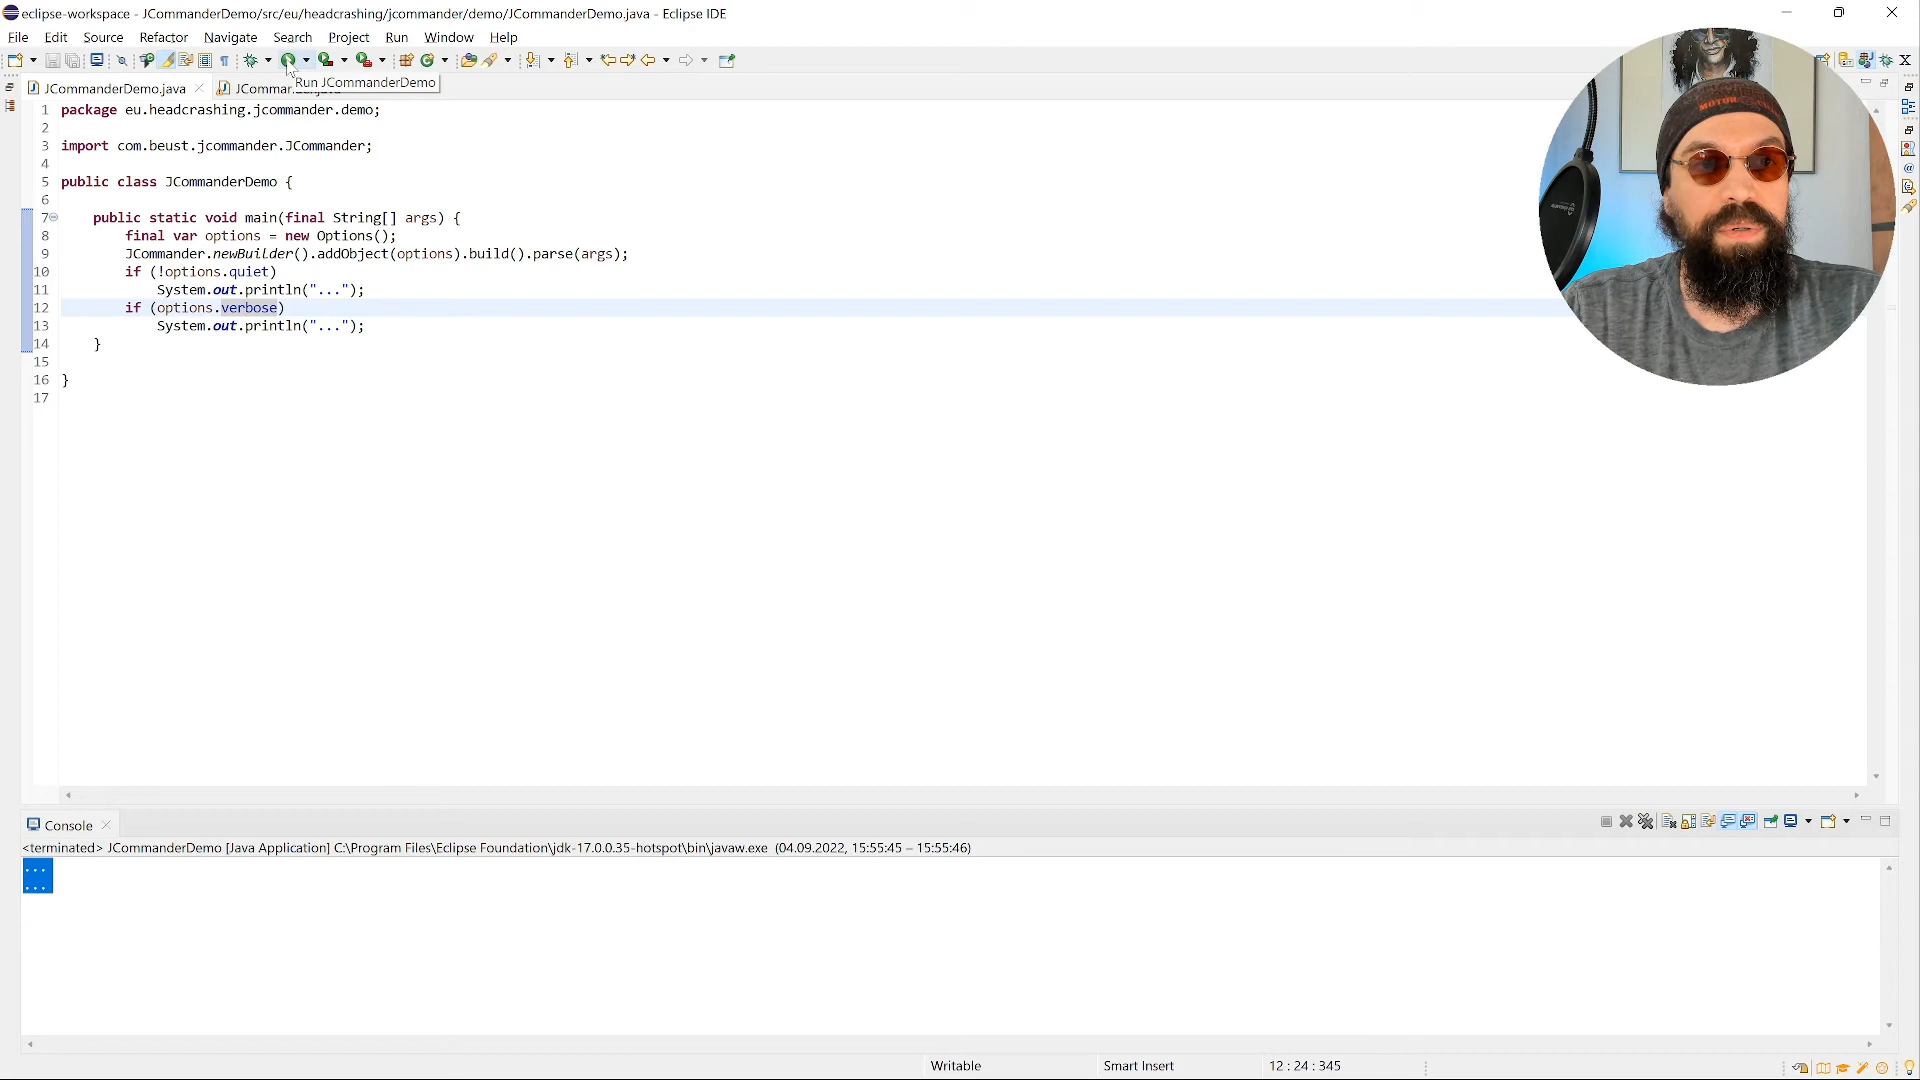 eclipse-workspace - JCommanderDemo/src/eu/headcrashing/jcommander/demo/JCommanderDemo.java - Eclipse IDE
File Edit Source Refactor Navigate Search Project Run Window Help
Run JCommanderDemo
JCommanderDemo.java JCommar
1 package eu.headcrashing.jcommander.demo;
2
3 import com.beust.jcommander.JCommander;
4
5 public class JCommanderDemo {
6
7 public static void main(final String[] args) {
8 final var options = new Options();
9 JCommander.newBuilder().addObject(options).build().parse(args);
10 if (!options.quiet)
11 System.out.println("...");
12 if (options.verbose)
13 System.out.println("...");
14 }
15
16 }
17
Console
<terminated> JCommanderDemo [Java Application] C:\Program Files\Eclipse Foundation\jdk-17.0.0.35-hotspot\bin\javaw.exe (04.09.2022, 15:55:45 – 15:55:46)
...
...
Writable Smart Insert 12 : 24 : 345